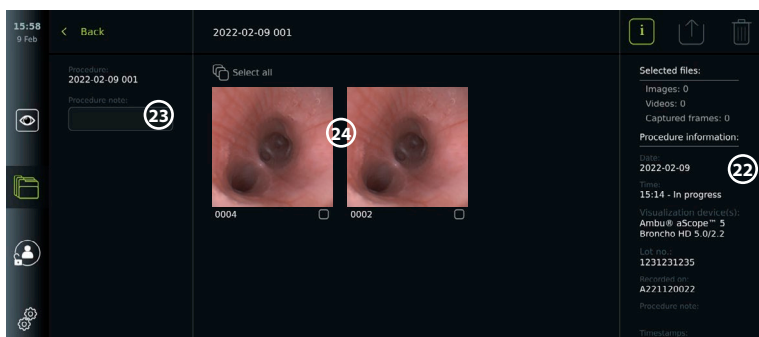 15:58
9 Feb
Back
2022-02-09 001
i
Procedure:
2022-02-09 001
Procedure note:
23
Select all
24
0004
0002
Selected files:
Images: 0
Videos: 0
Captured frames: 0
Procedure information:
22
Date:
2022-02-09
Time:
15:14 - In progress
Visualization device(s):
Ambu® aScope™ 5
Broncho HD 5.0/2.2
Lot no.:
1231231235
Recorded on:
A221120022
Procedure note:
Timestamps: